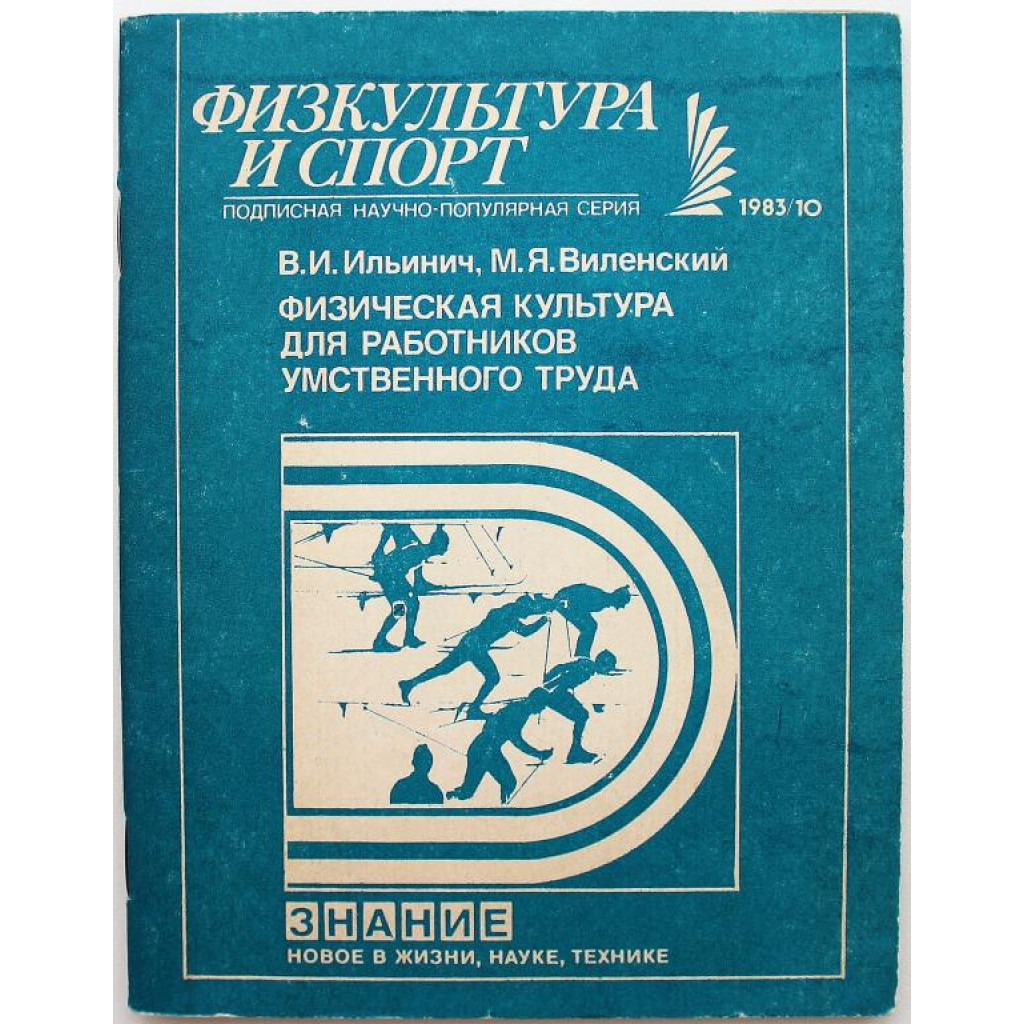 ФИЗКУЛЬТУРА
И СПОРТ
ПОДПИСНАЯ НАУЧНО-ПОПУЛЯРНАЯ СЕРИЯ
1983/10
В.И. Ильинич, М.Я. Виленский
ФИЗИЧЕСКАЯ КУЛЬТУРА
ДЛЯ РАБОТНИКОВ
УМСТВЕННОГО ТРУДА
ЗНАНИЕ
НОВОЕ В ЖИЗНИ, НАУКЕ, ТЕХНИКЕ